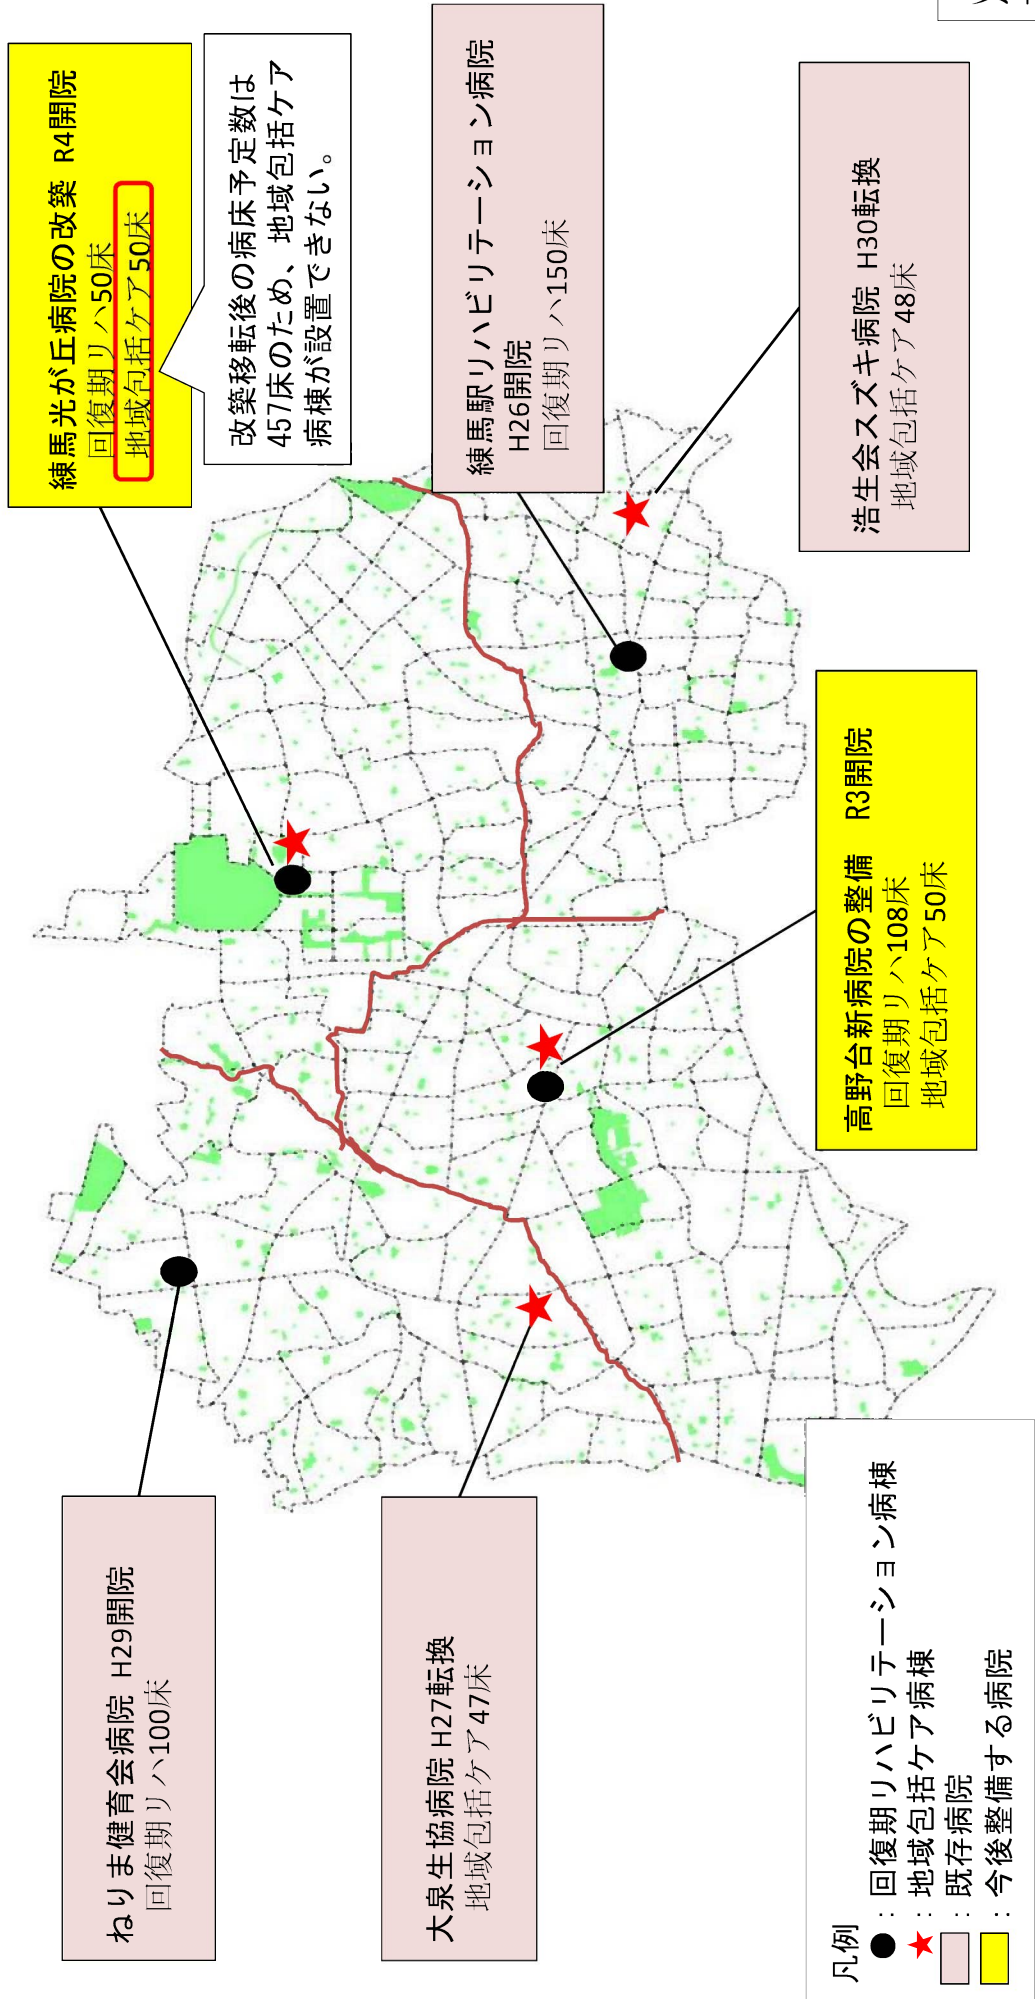 ねりま健育会病院 H29開院
回復期リハ100床
大泉生協病院 H27転換
地域包括ケア47床
練馬光が丘病院の改築 R4開院
回復期リハ50床
地域包括ケア50床
改築移転後の病床予定数は
457床のため、地域包括ケア
病棟が設置できない。
練馬駅リハビリテーション病院
H26開院
回復期リハ150床
浩生会スズキ病院 H30転換
地域包括ケア48床
高野台新病院の整備 R3開院
回復期リハ108床
地域包括ケア50床
凡例
：回復期リハビリテーション病棟
：地域包括ケア病棟
：既存病院
：今後整備する病院